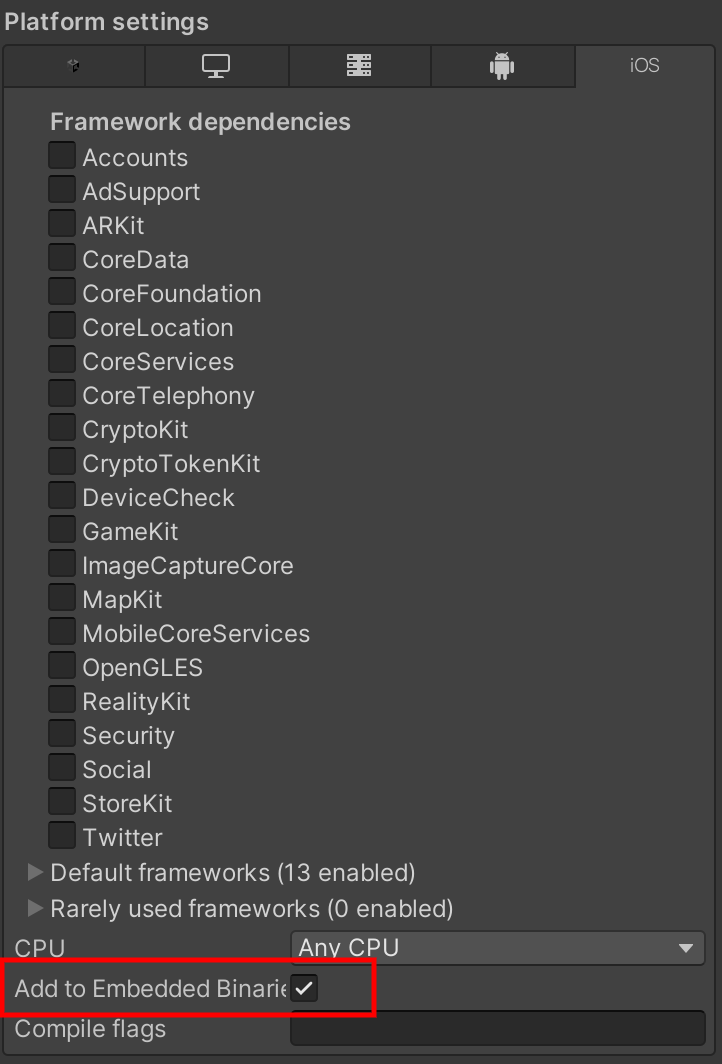 Platform settings
iOS
Framework dependencies
Accounts
AdSupport
ARKit
CoreData
CoreFoundation
CoreLocation
CoreServices
CoreTelephony
CryptoKit
CryptoTokenKit
DeviceCheck
GameKit
ImageCaptureCore
MapKit
MobileCoreServices
OpenGLES
RealityKit
Security
Social
StoreKit
Twitter
Default frameworks (13 enabled)
Rarely used frameworks (0 enabled)
CPU Any CPU
Add to Embedded Binarie
Compile flags